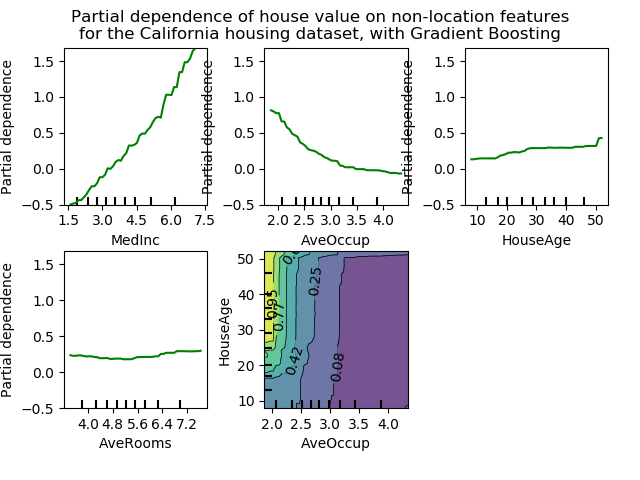 Partial dependence of house value on non-location features
for the California housing dataset, with Gradient Boosting
Partial dependence
1.5
1.0
0.5
0.0
−0.5
1.5 3.0 4.5 6.0 7.5
MedInc
Partial dependence
1.5
1.0
0.5
0.0
−0.5
2.0 2.5 3.0 3.5 4.0
AveOccup
Partial dependence
1.5
1.0
0.5
0.0
−0.5
10 20 30 40 50
HouseAge
Partial dependence
1.5
1.0
0.5
0.0
−0.5
4.0 4.8 5.6 6.4 7.2
AveRooms
HouseAge
50
40
30
20
10
0.25
0.95
0.77
0.42
0.08
2.0 2.5 3.0 3.5 4.0
AveOccup